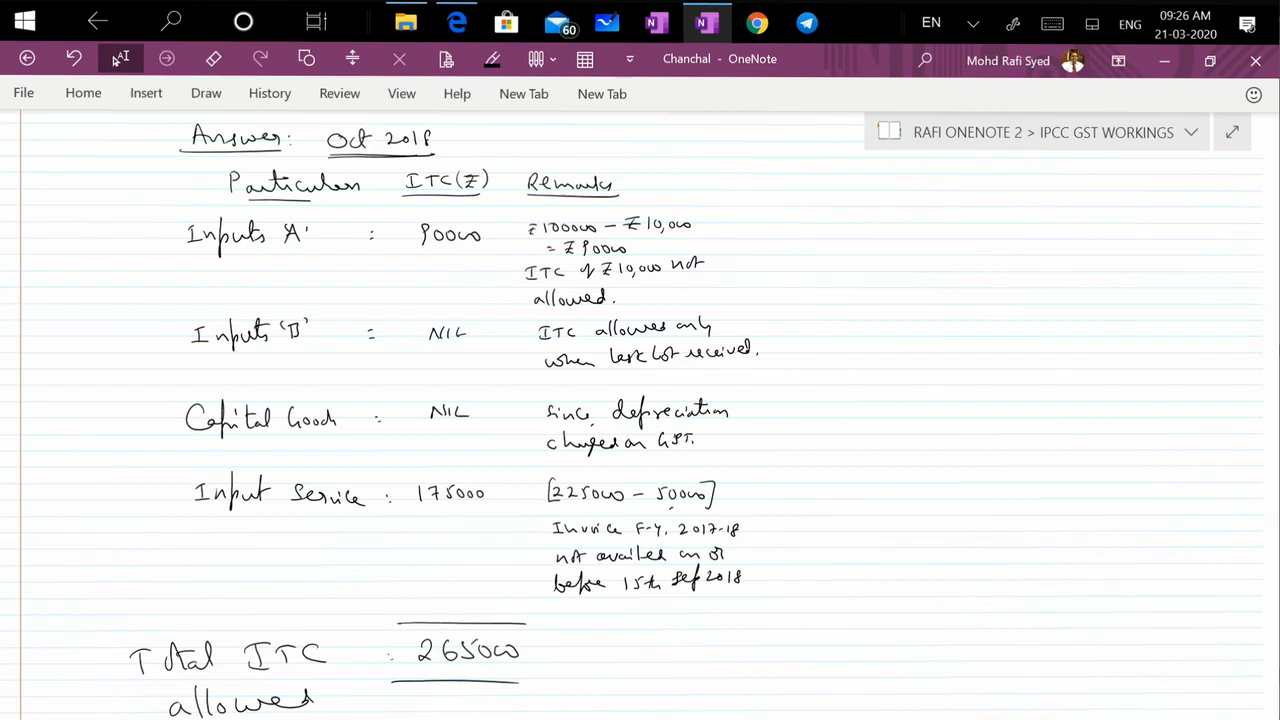 60
EN
ENG
09:26 AM
21-03-2020
AI
Chanchal - OneNote
Mohd Rafi Syed
File Home Insert Draw History Review View Help New Tab New Tab
RAFI ONENOTE 2 > IPCC GST WORKINGS
Answer: Oct 2018
Particulars ITC(₹) Remarks
Inputs 'A' : 90000 ₹100000 - ₹10,000
= ₹90000
ITC of ₹10,000 not
allowed.
Inputs 'B' = NIL ITC allowed only
when last lot received.
Capital Goods : NIL Since depreciation
charged on GST.
Input Service : 175000 [225000 - 50000]
Invoice F.Y. 2017-18
not availed on or
before 15th Sep 2018
Total ITC : 265000
allowed